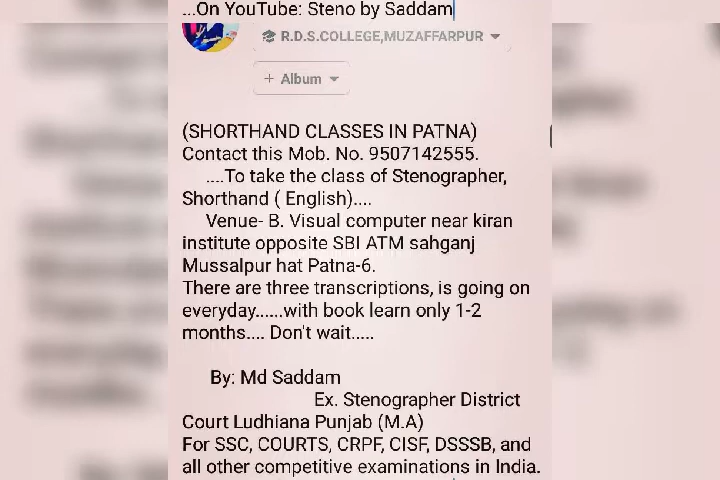 ...On YouTube: Steno by Saddam
R.D.S.COLLEGE,MUZAFFARPUR
+ Album
(SHORTHAND CLASSES IN PATNA)
Contact this Mob. No. 9507142555.
....To take the class of Stenographer,
Shorthand ( English)....
Venue- B. Visual computer near kiran
institute opposite SBI ATM sahganj
Mussalpur hat Patna-6.
There are three transcriptions, is going on
everyday......with book learn only 1-2
months.... Don't wait.....
By: Md Saddam
Ex. Stenographer District
Court Ludhiana Punjab (M.A)
For SSC, COURTS, CRPF, CISF, DSSSB, and
all other competitive examinations in India.